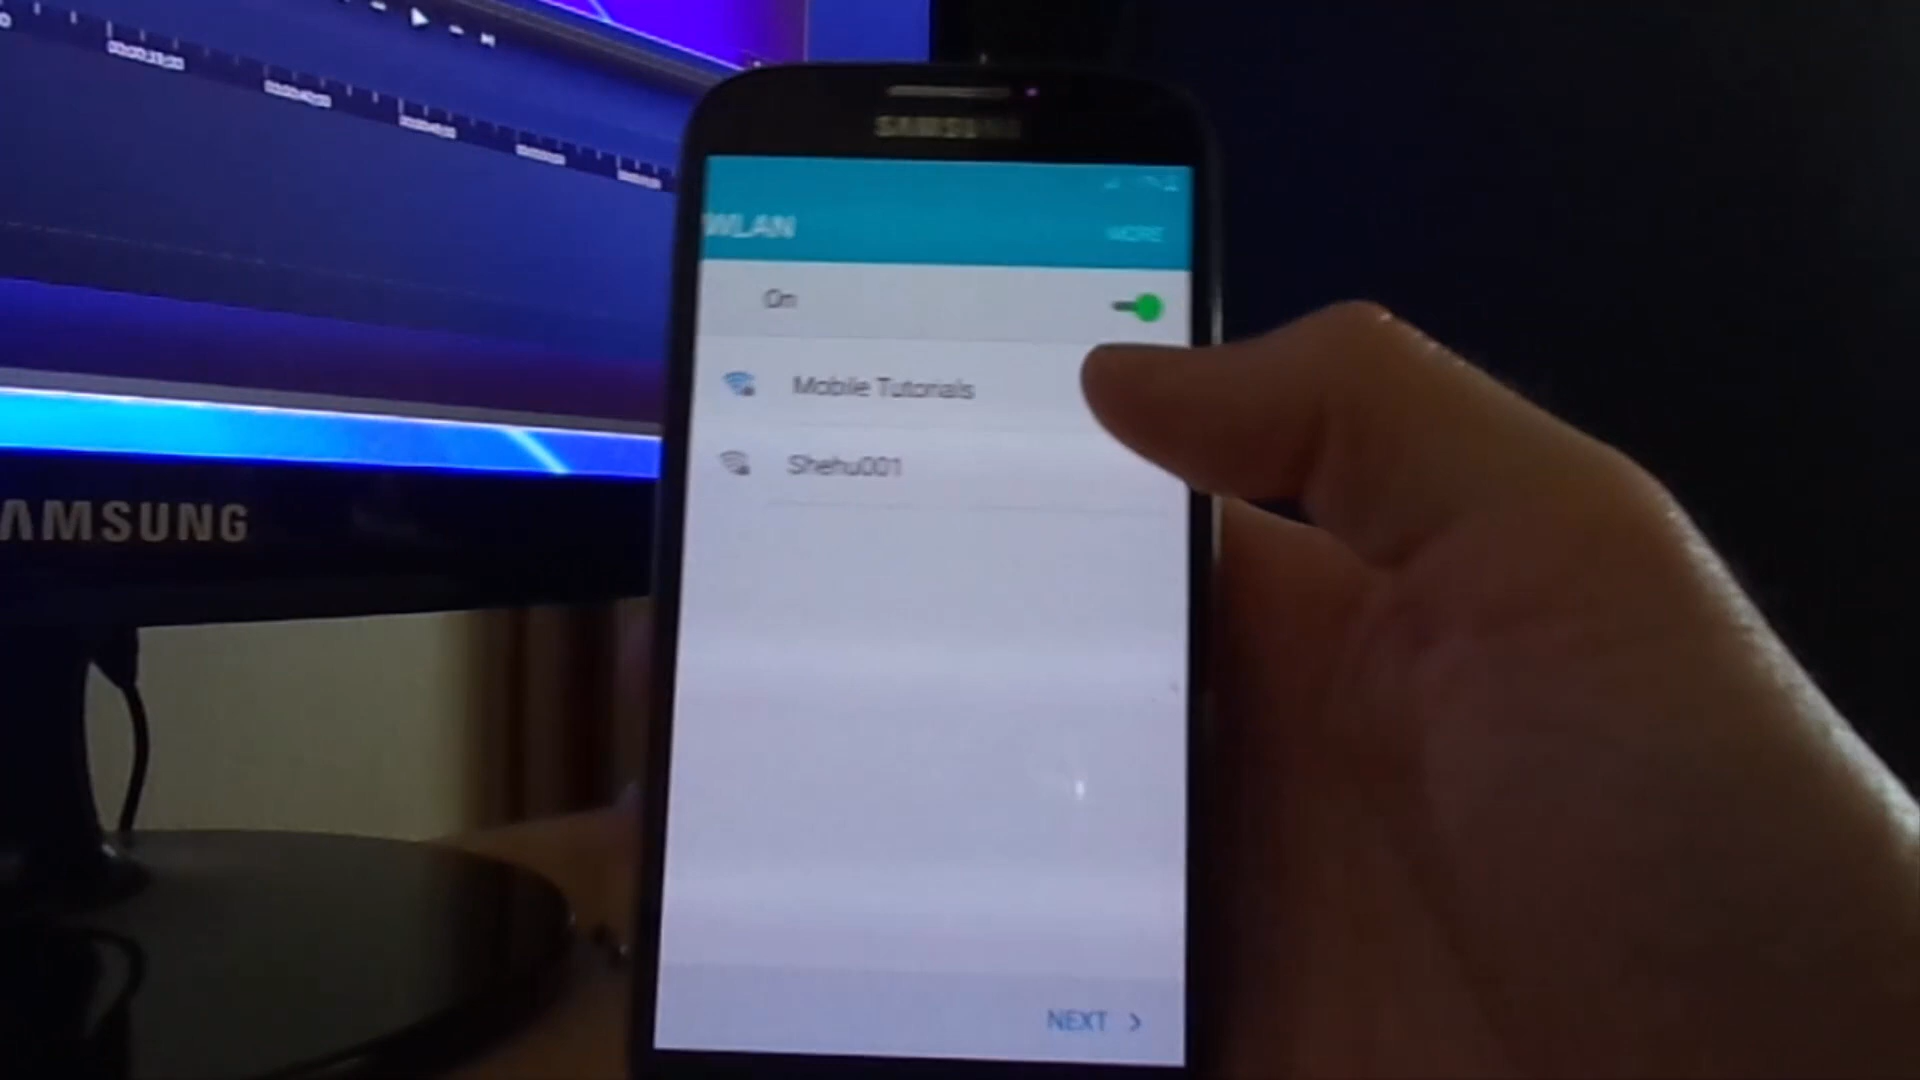 SAMSUNG
WLAN
MORE
On
Mobile Tutorials
Shehu001
AMSUNG
NEXT >